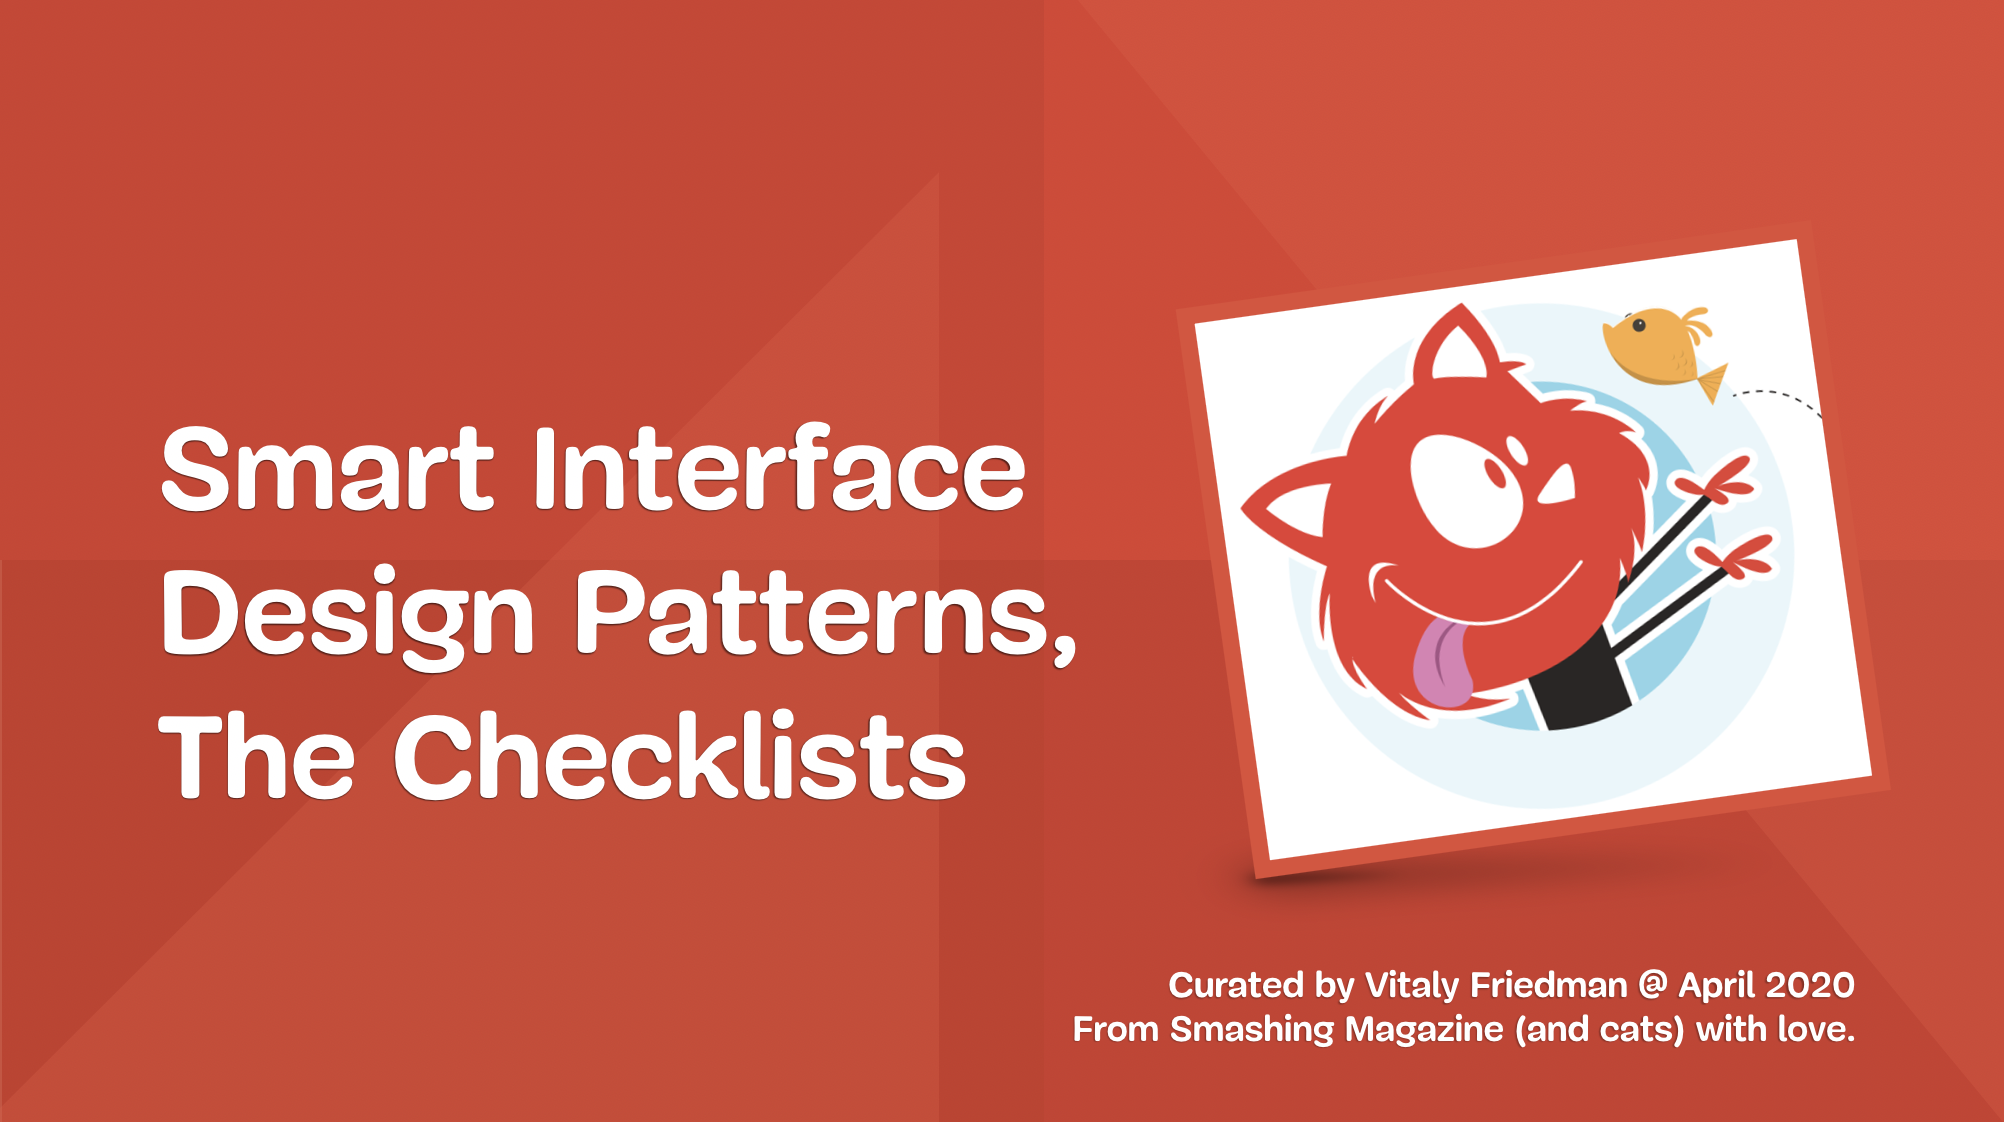 Smart Interface
Design Patterns,
The Checklists
Curated by Vitaly Friedman @ April 2020
From Smashing Magazine (and cats) with love.